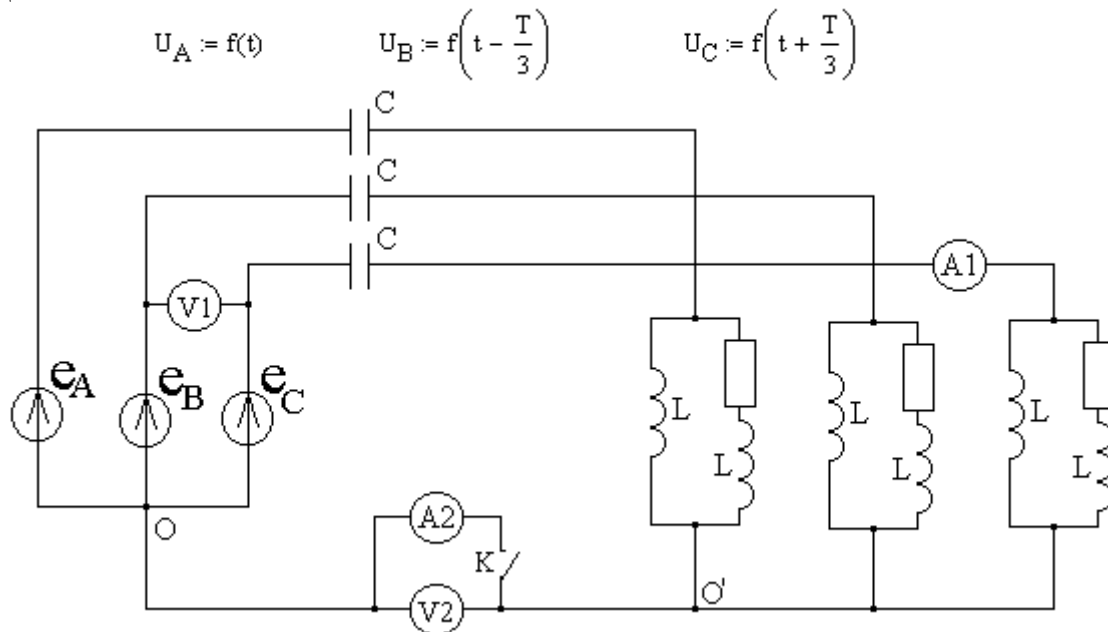 U_A := f(t) U_B := f(t - T/3) U_C := f(t + T/3)
C
C
C
A1
V1
e_A e_B e_C
L L L
L L L
O
A2
K
V2
O'